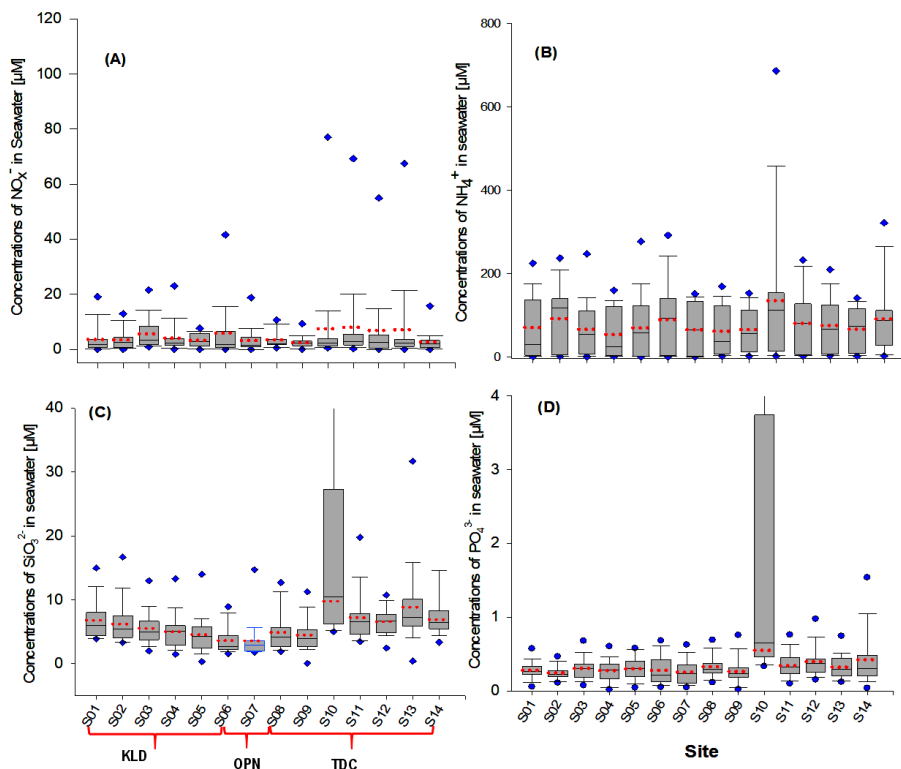 (A)
Concentrations of NOX- in Seawater [µM]
120
100
80
60
40
20
0
(B)
Concentrations of NH4+ in seawater [µM]
800
600
400
200
0
(C)
Concentrations of SiO32- in seawater [µM]
40
30
20
10
0
S01 S02 S03 S04 S05 S06 S07 S08 S09 S10 S11 S12 S13 S14
KLD OPN TDC
(D)
Concentrations of PO43- in seawater [µM]
4
3
2
1
0
S01 S02 S03 S04 S05 S06 S07 S08 S09 S10 S11 S12 S13 S14
Site